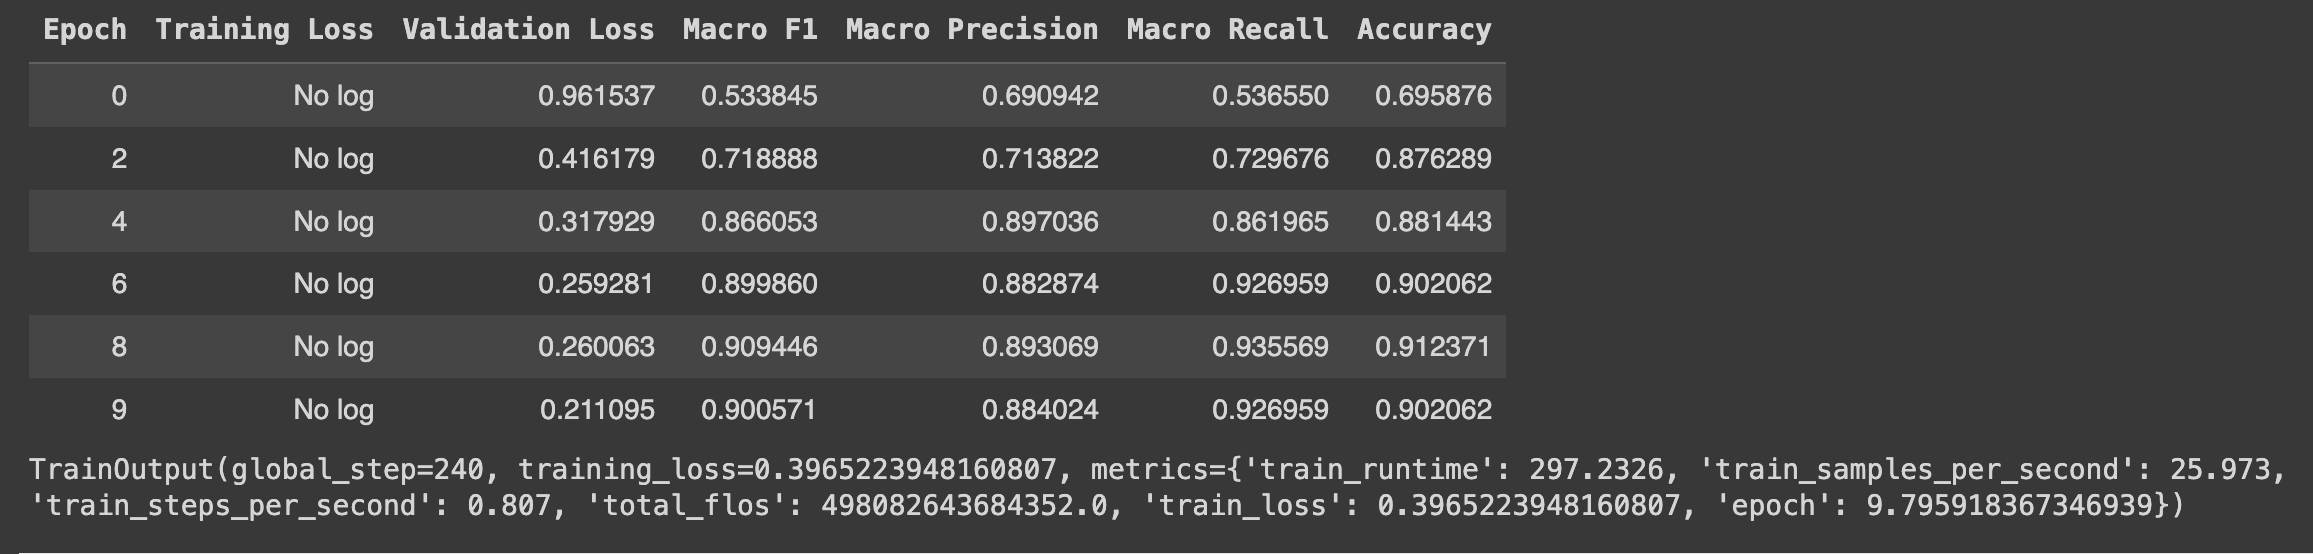 Epoch Training Loss Validation Loss Macro F1 Macro Precision Macro Recall Accuracy
0 No log 0.961537 0.533845 0.690942 0.536550 0.695876
2 No log 0.416179 0.718888 0.713822 0.729676 0.876289
4 No log 0.317929 0.866053 0.897036 0.861965 0.881443
6 No log 0.259281 0.899860 0.882874 0.926959 0.902062
8 No log 0.260063 0.909446 0.893069 0.935569 0.912371
9 No log 0.211095 0.900571 0.884024 0.926959 0.902062
TrainOutput(global_step=240, training_loss=0.3965223948160807, metrics={'train_runtime': 297.2326, 'train_samples_per_second': 25.973,
'train_steps_per_second': 0.807, 'total_flos': 498082643684352.0, 'train_loss': 0.3965223948160807, 'epoch': 9.795918367346939})